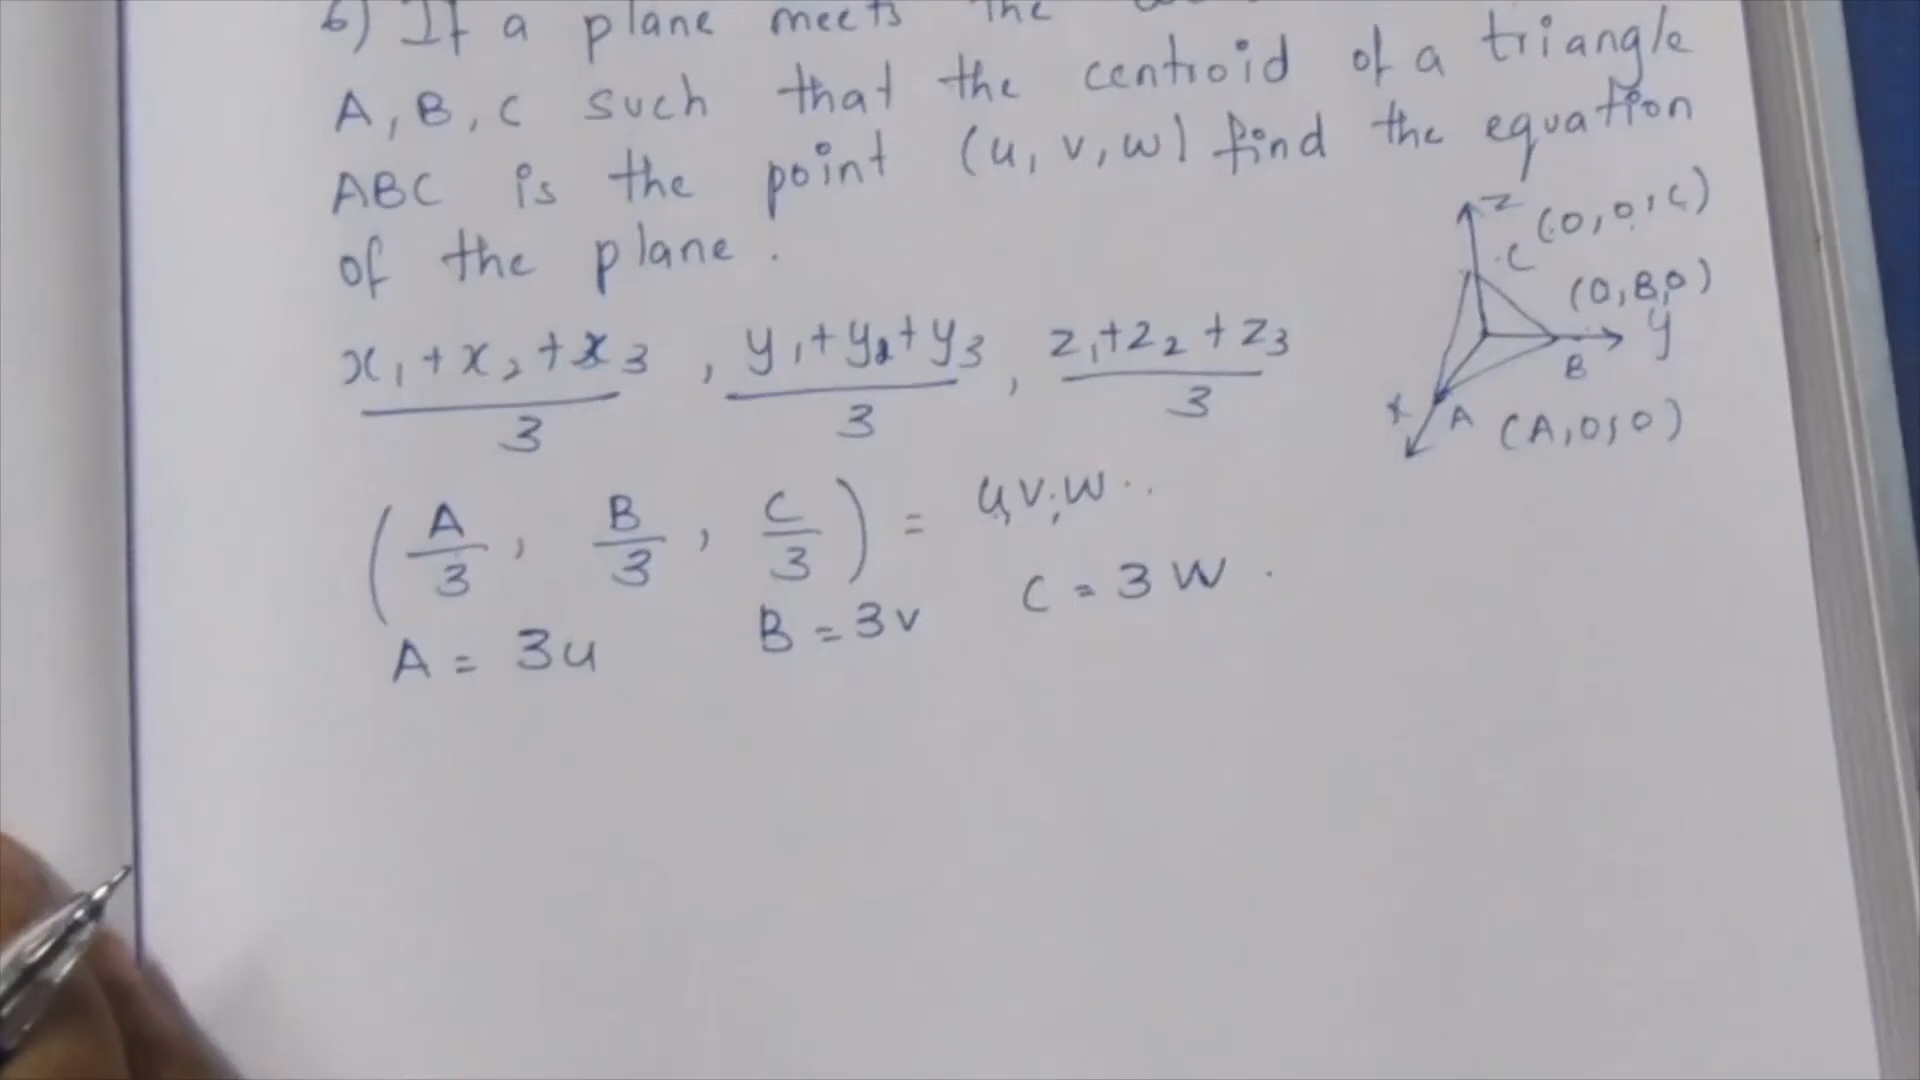 6) If a plane meets the
A, B, C such that the centroid of a triangle
ABC is the point (u, v, w) find the equation
of the plane.
z
(0, 0, C)
C
(0, B, 0)
y
B
x
A
(A, 0, 0)
x₁+x₂+x₃/3 , y₁+y₂+y₃/3 , z₁+z₂+z₃/3
(A/3, B/3, C/3) = u, v, w..
A = 3u B = 3v C = 3w.